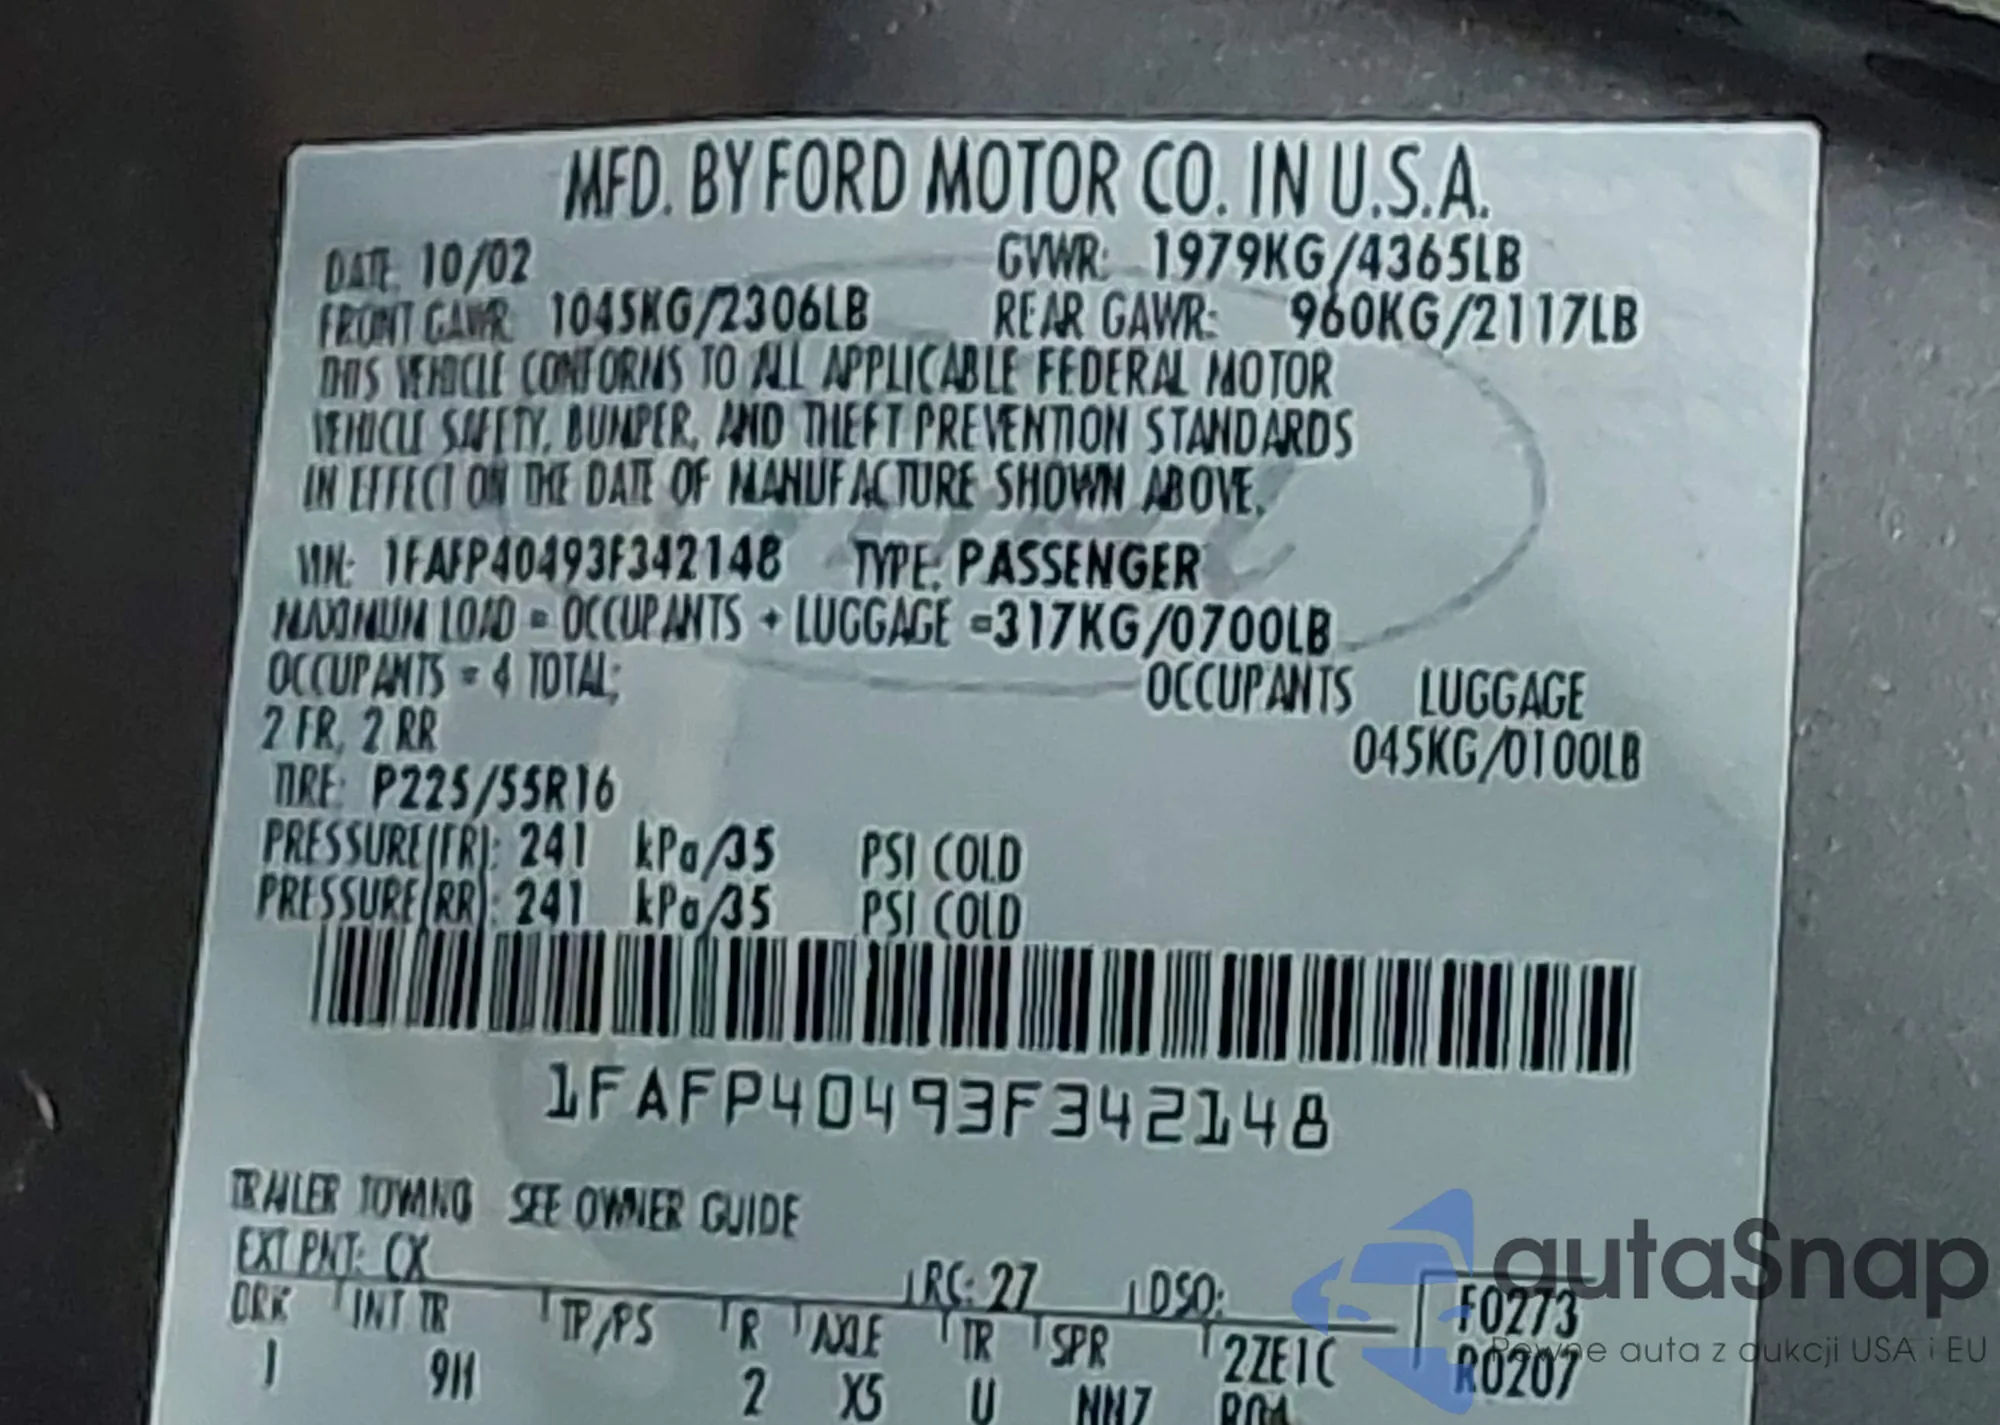 MFD. BY FORD MOTOR CO. IN U.S.A.
DATE: 10/02 GVWR: 1979KG/4365LB
FRONT GAWR: 1045KG/2306LB REAR GAWR: 960KG/2117LB
THIS VEHICLE CONFORMS TO ALL APPLICABLE FEDERAL MOTOR
VEHICLE SAFETY, BUMPER, AND THEFT PREVENTION STANDARDS
IN EFFECT ON THE DATE OF MANUFACTURE SHOWN ABOVE.
VIN: 1FAFP40493F342148 TYPE: PASSENGER
MAXIMUM LOAD = OCCUPANTS + LUGGAGE =317KG/0700LB
OCCUPANTS = 4 TOTAL; OCCUPANTS LUGGAGE
2 FR, 2 RR 045KG/0100LB
TIRE: P225/55R16
PRESSURE(FR): 241 kPa/35 PSI COLD
PRESSURE(RR): 241 kPa/35 PSI COLD
1FAFP40493F342148
TRAILER TOWING SEE OWNER GUIDE
EXT PNT: CX RC: 27 DSO: F0273
BRK INT TR TP/PS R AXLE TR SPR 2ZE1C R0207
1 9H 2 X5 U NN7
autaSnap
Pewne auta z aukcji USA i EU